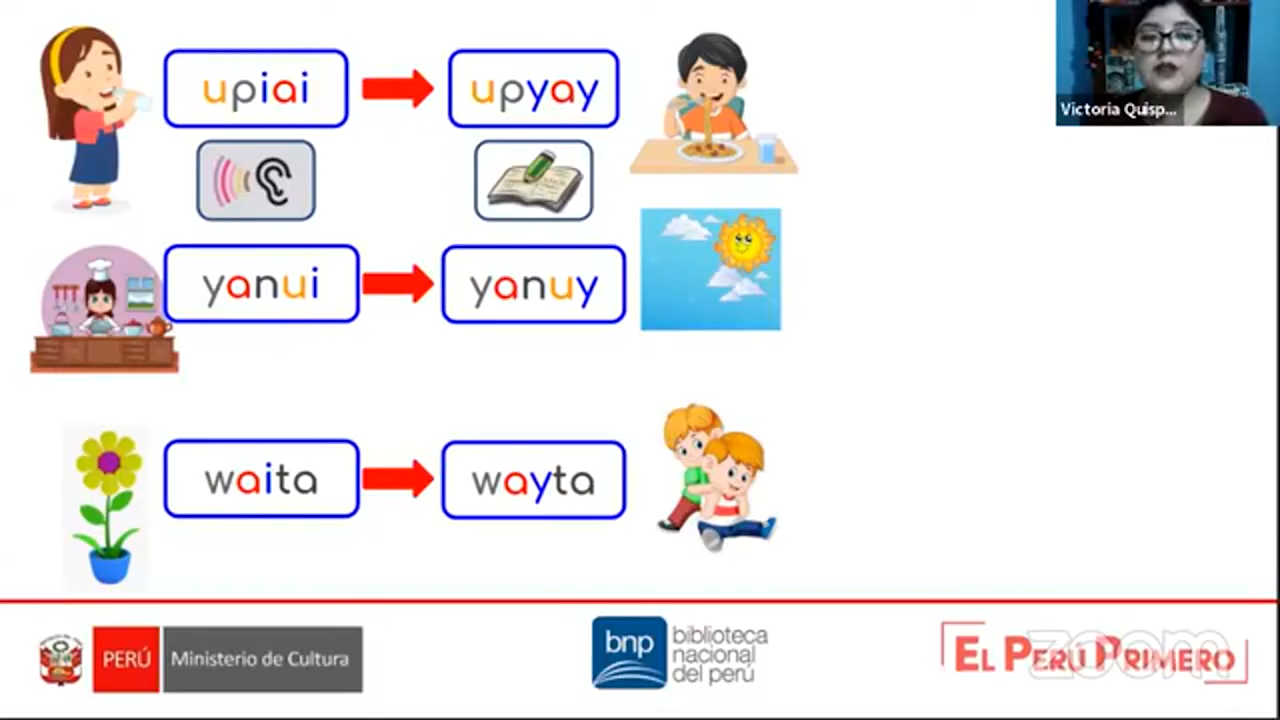 upiai
upyay
Victoria Quisp...
yanui
yanuy
waita
wayta
PERÚ
Ministerio de Cultura
bnp
biblioteca
nacional
del perú
EL PERÚ PRIMERO
zoom